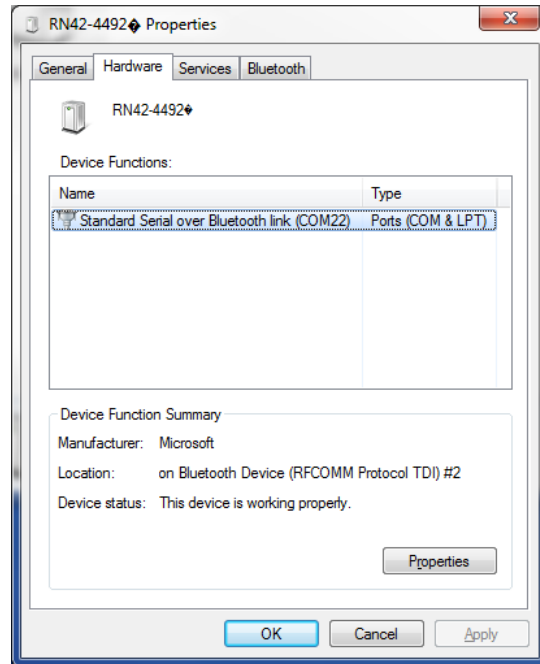 RN42-4492� Properties
General Hardware Services Bluetooth
RN42-4492�
Device Functions:
Name Type
Standard Serial over Bluetooth link (COM22) Ports (COM & LPT)
Device Function Summary
Manufacturer: Microsoft
Location: on Bluetooth Device (RFCOMM Protocol TDI) #2
Device status: This device is working properly.
Properties
OK Cancel Apply